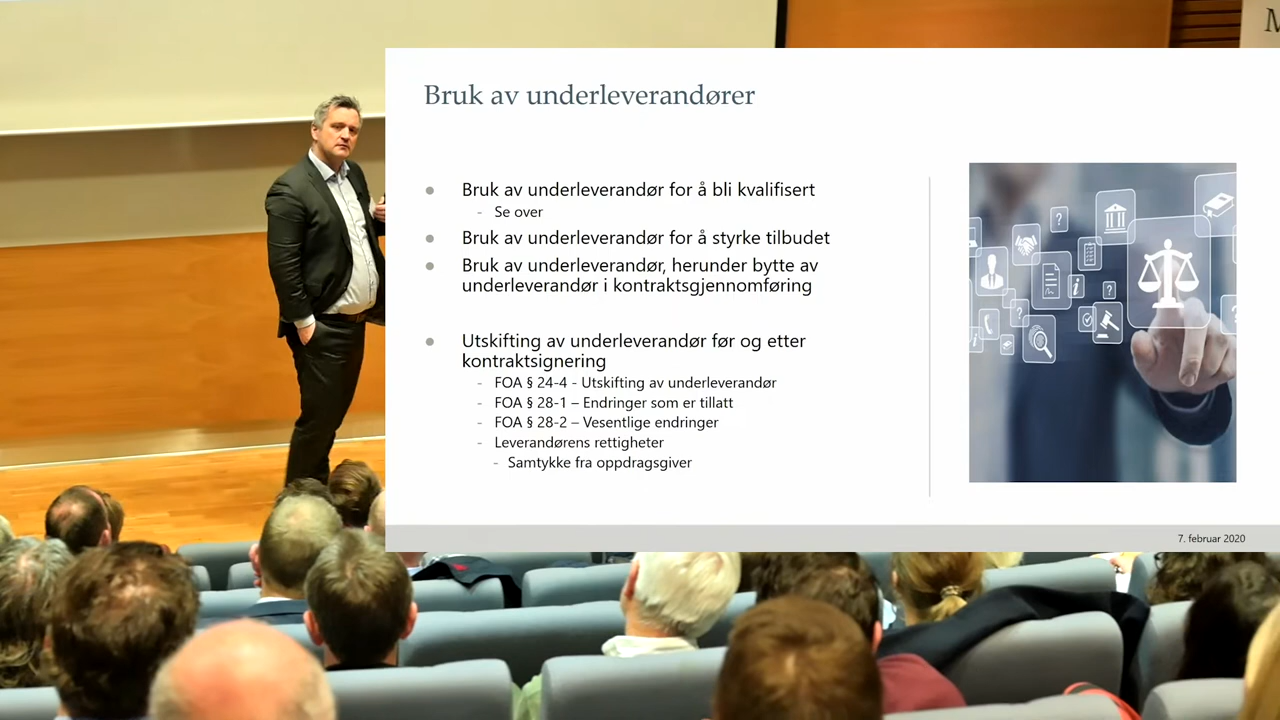 Bruk av underleverandører
Bruk av underleverandør for å bli kvalifisert
- Se over
Bruk av underleverandør for å styrke tilbudet
Bruk av underleverandør, herunder bytte av
underleverandør i kontraktsgjennomføring
Utskifting av underleverandør før og etter
kontraktsignering
- FOA § 24-4 - Utskifting av underleverandør
- FOA § 28-1 – Endringer som er tillatt
- FOA § 28-2 – Vesentlige endringer
- Leverandørens rettigheter
- Samtykke fra oppdragsgiver
7. februar 2020